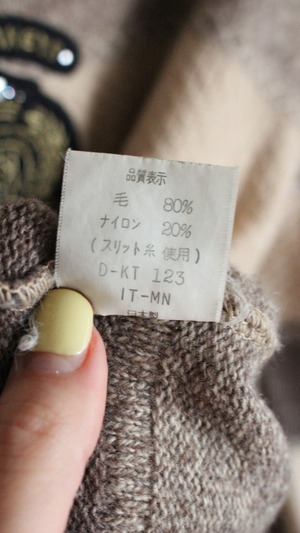 品質表示
毛 80%
ナイロン 20%
(スリット糸使用)
D-KT 123
IT-MN
日本製